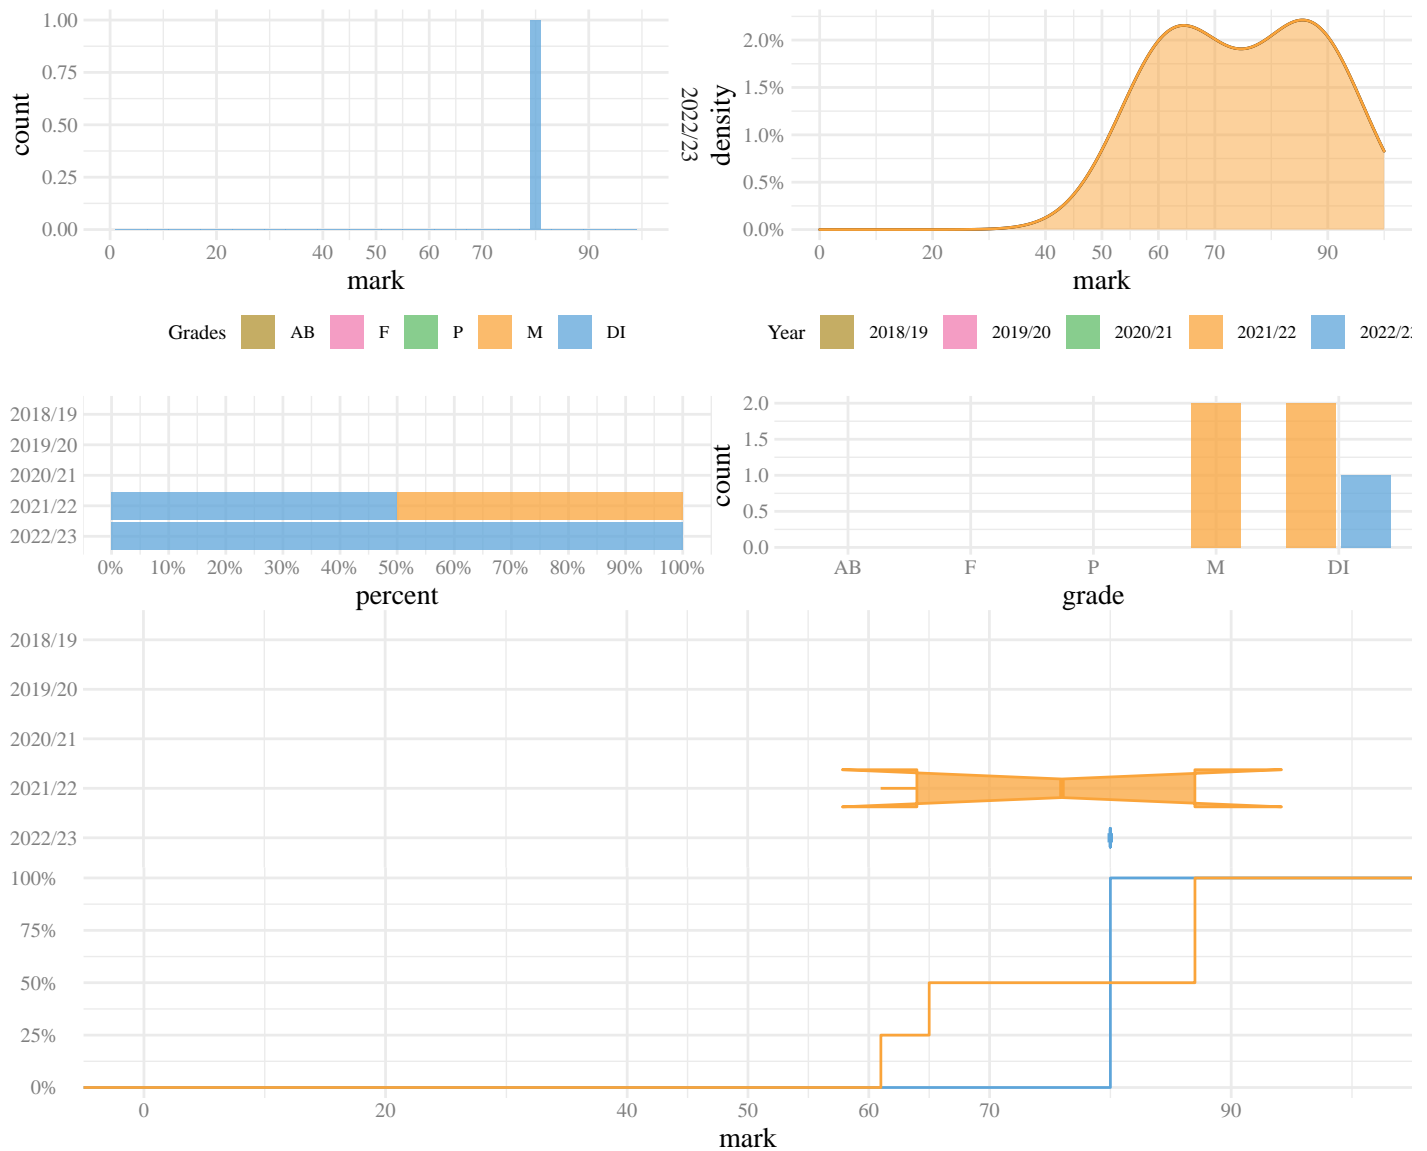 1.00
0.75
0.50
0.25
0.00
count
0 20 40 50 60 70 90
mark
2022/23
2.0%
1.5%
1.0%
0.5%
0.0%
density
0 20 40 50 60 70 90
mark
Grades AB F P M DI
Year 2018/19 2019/20 2020/21 2021/22 2022/23
2018/19
2019/20
2020/21
2021/22
2022/23
0% 10% 20% 30% 40% 50% 60% 70% 80% 90% 100%
percent
2.0
1.5
1.0
0.5
0.0
count
AB F P M DI
grade
2018/19
2019/20
2020/21
2021/22
2022/23
100%
75%
50%
25%
0%
0 20 40 60 70 90
mark